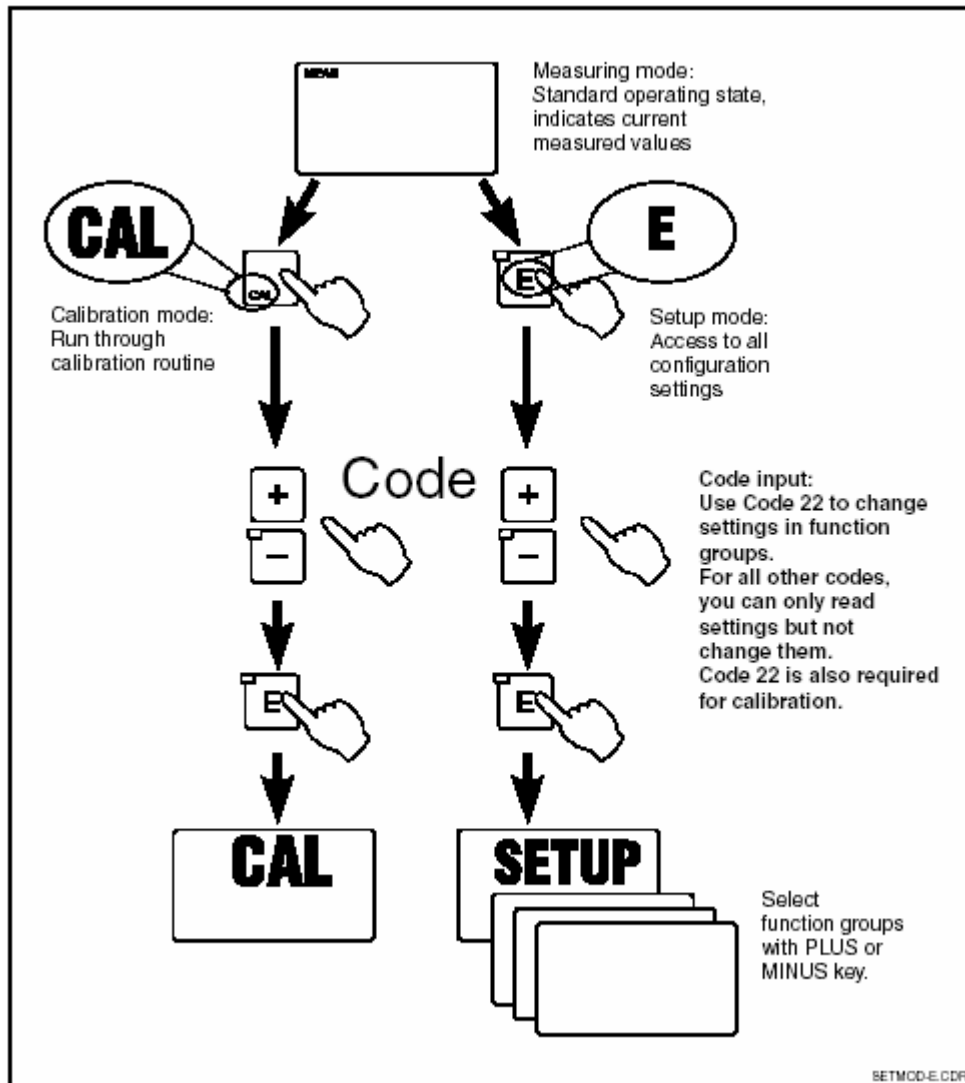 MEAS
Measuring mode:
Standard operating state,
indicates current
measured values
CAL
CAL
E
E
Calibration mode:
Run through
calibration routine
Setup mode:
Access to all
configuration
settings
+
–
Code
+
–
Code input:
Use Code 22 to change
settings in function
groups.
For all other codes,
you can only read
settings but not
change them.
Code 22 is also required
for calibration.
E
E
CAL
SETUP
Select
function groups
with PLUS or
MINUS key.
SETMOD-E.CDR